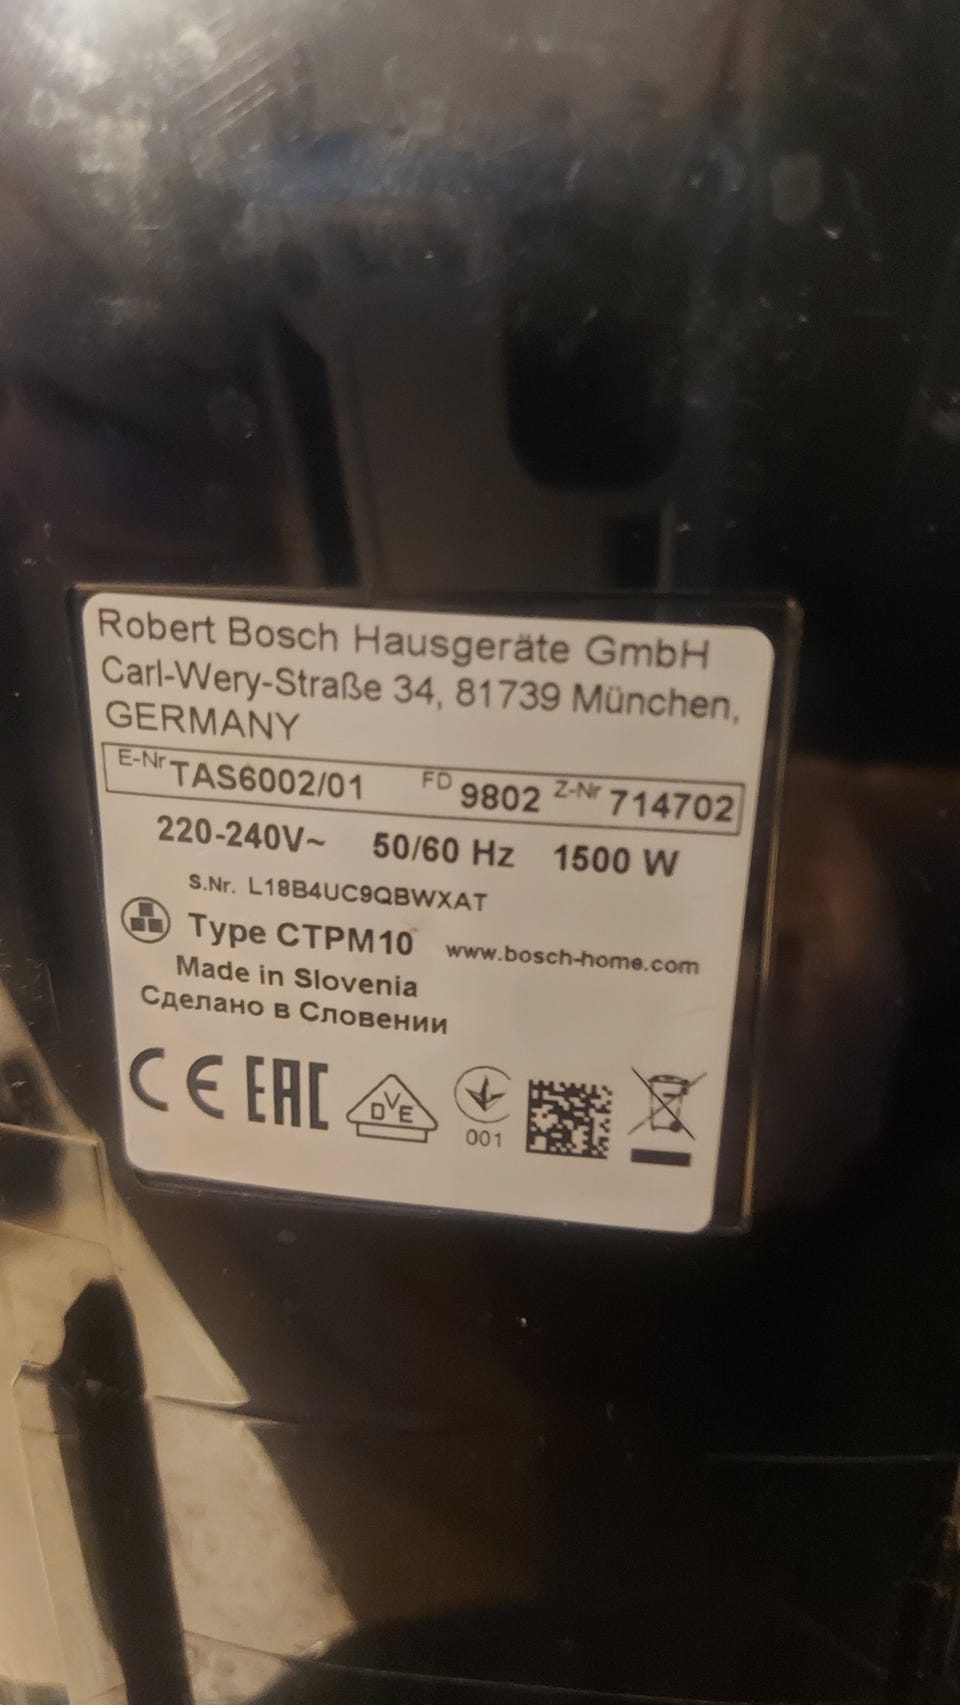 Robert Bosch Hausgeräte GmbH
Carl-Wery-Straße 34, 81739 München,
GERMANY
E-Nr TAS6002/01 FD 9802 Z-Nr 714702
220-240V~ 50/60 Hz 1500 W
S.Nr. L18B4UC9QBWXAT
Type CTPM10 www.bosch-home.com
Made in Slovenia
Сделано в Словении
CE EAC DVE 001